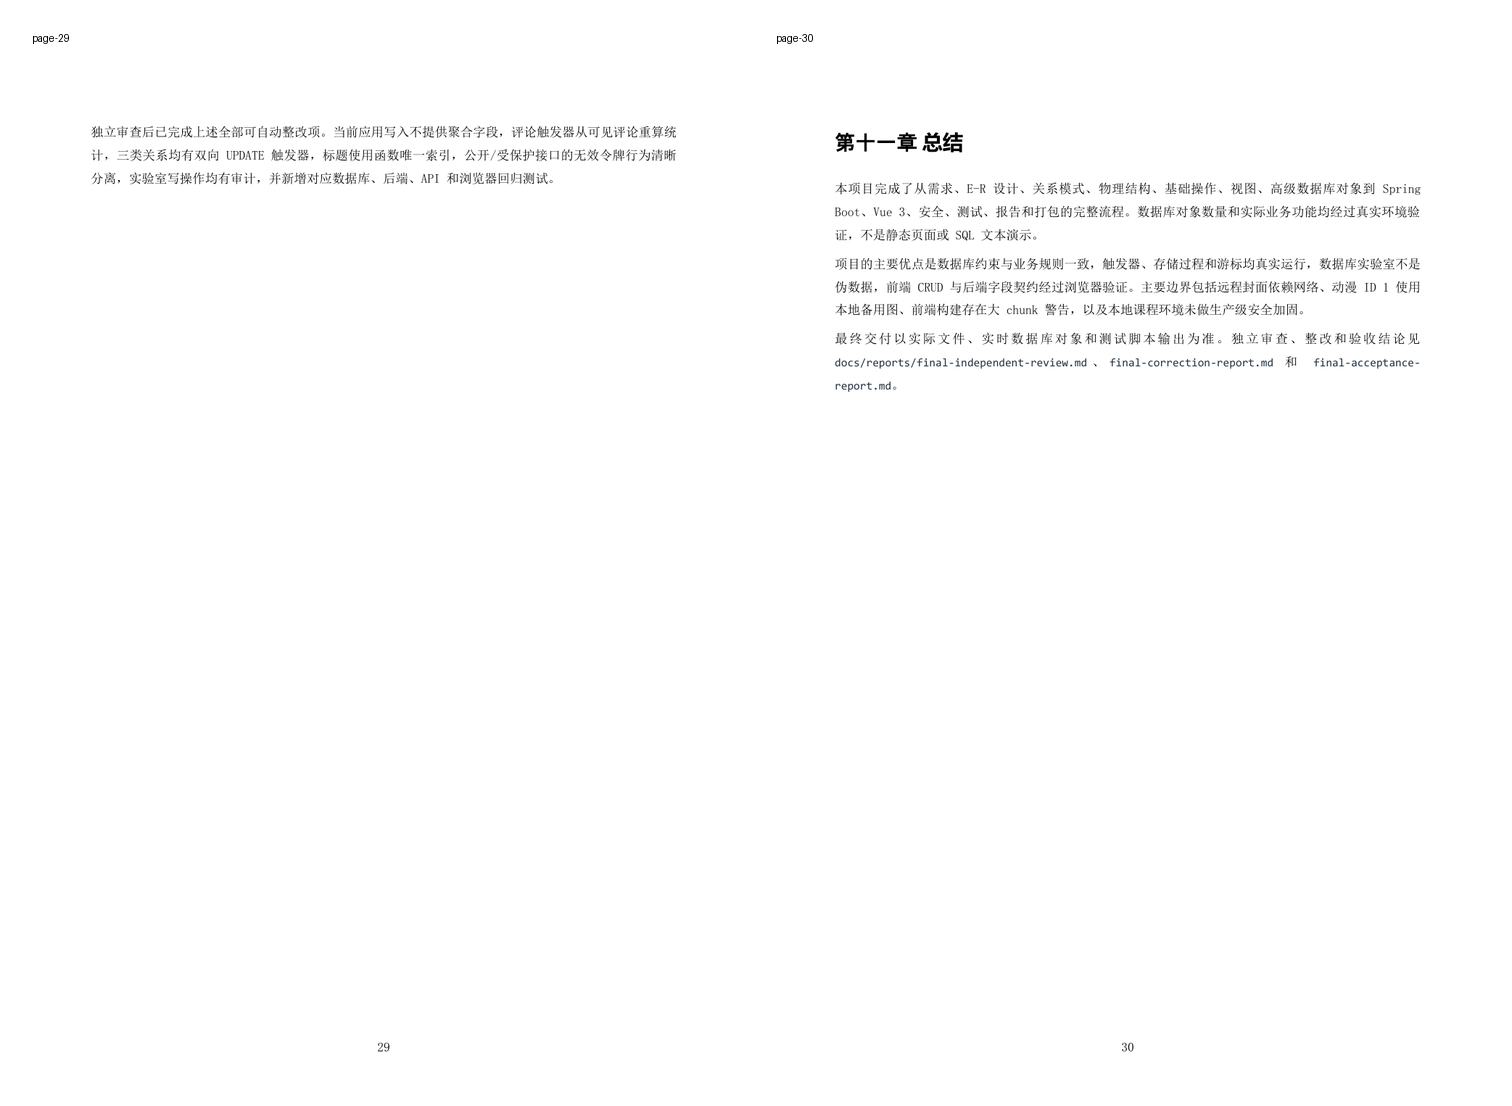 page-29
独立审查后已完成上述全部可自动整改项。当前应用写入不提供聚合字段，评论触发器从可见评论重算统
计，三类关系均有双向 UPDATE 触发器，标题使用函数唯一索引，公开/受保护接口的无效令牌行为清晰
分离，实验室写操作均有审计，并新增对应数据库、后端、API 和浏览器回归测试。
29
page-30
第十一章 总结
本项目完成了从需求、E-R 设计、关系模式、物理结构、基础操作、视图、高级数据库对象到 Spring
Boot、Vue 3、安全、测试、报告和打包的完整流程。数据库对象数量和实际业务功能均经过真实环境验
证，不是静态页面或 SQL 文本演示。
项目的主要优点是数据库约束与业务规则一致，触发器、存储过程和游标均真实运行，数据库实验室不是
伪数据，前端 CRUD 与后端字段契约经过浏览器验证。主要边界包括远程封面依赖网络、动漫 ID 1 使用
本地备用图、前端构建存在大 chunk 警告，以及本地课程环境未做生产级安全加固。
最终交付以实际文件、实时数据库对象和测试脚本输出为准。独立审查、整改和验收结论见
docs/reports/final-independent-review.md 、 final-correction-report.md 和 final-acceptance-
report.md。
30